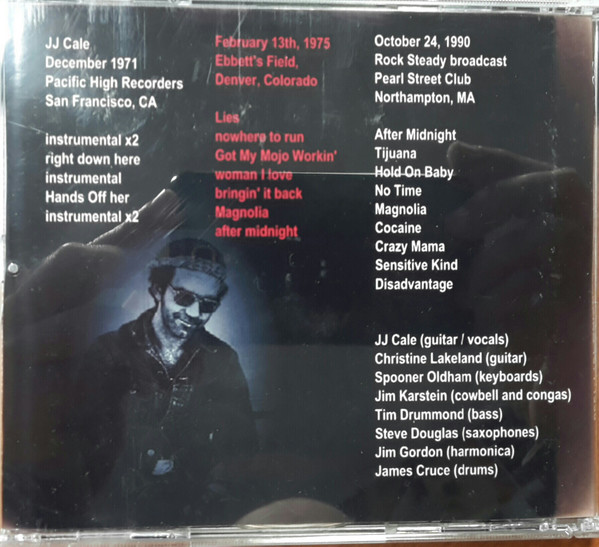 JJ Cale
December 1971
Pacific High Recorders
San Francisco, CA
instrumental x2
right down here
instrumental
Hands Off her
instrumental x2
February 13th, 1975
Ebbett's Field,
Denver, Colorado
Lies
nowhere to run
Got My Mojo Workin'
woman I love
bringin' it back
Magnolia
after midnight
October 24, 1990
Rock Steady broadcast
Pearl Street Club
Northampton, MA
After Midnight
Tijuana
Hold On Baby
No Time
Magnolia
Cocaine
Crazy Mama
Sensitive Kind
Disadvantage
JJ Cale (guitar / vocals)
Christine Lakeland (guitar)
Spooner Oldham (keyboards)
Jim Karstein (cowbell and congas)
Tim Drummond (bass)
Steve Douglas (saxophones)
Jim Gordon (harmonica)
James Cruce (drums)